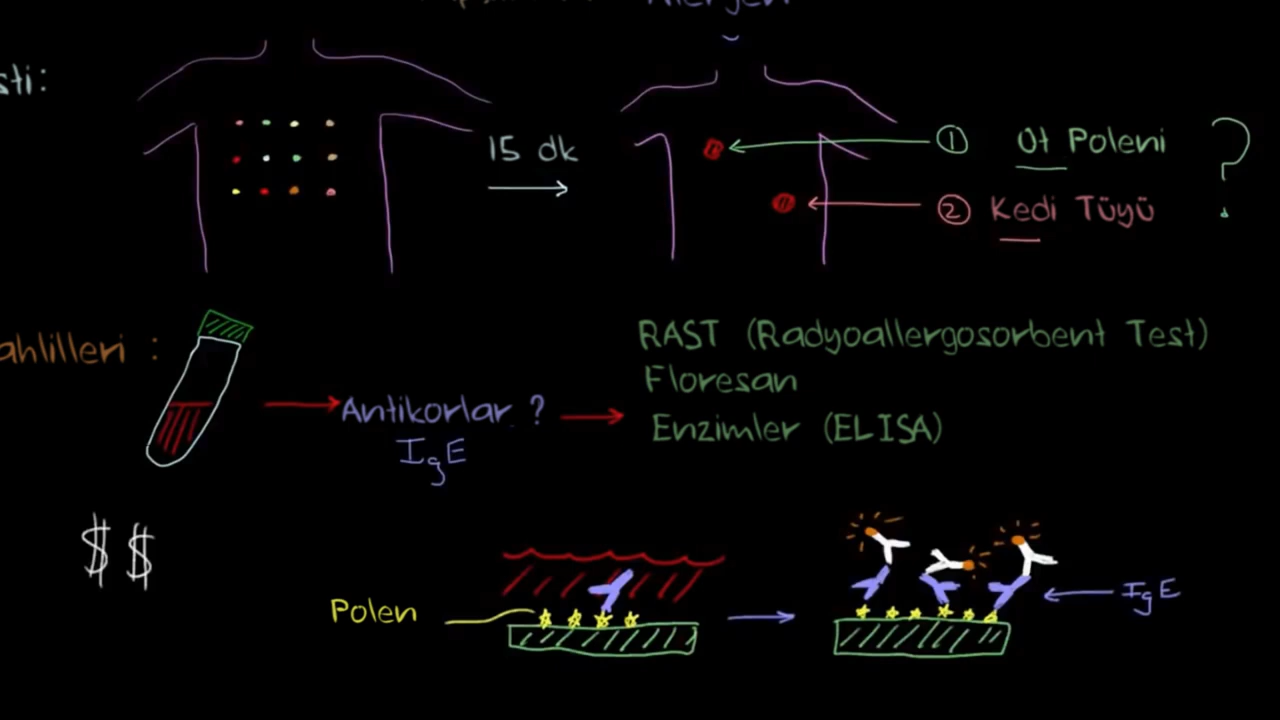 Alerjen
sti:
15 dk
① Ot Poleni ?
② Kedi Tüyü
ahlilleri :
RAST (Radyoallergosorbent Test)
Floresan
Antikorlar ?
Enzimler (ELISA)
IgE
$$
Polen
IgE